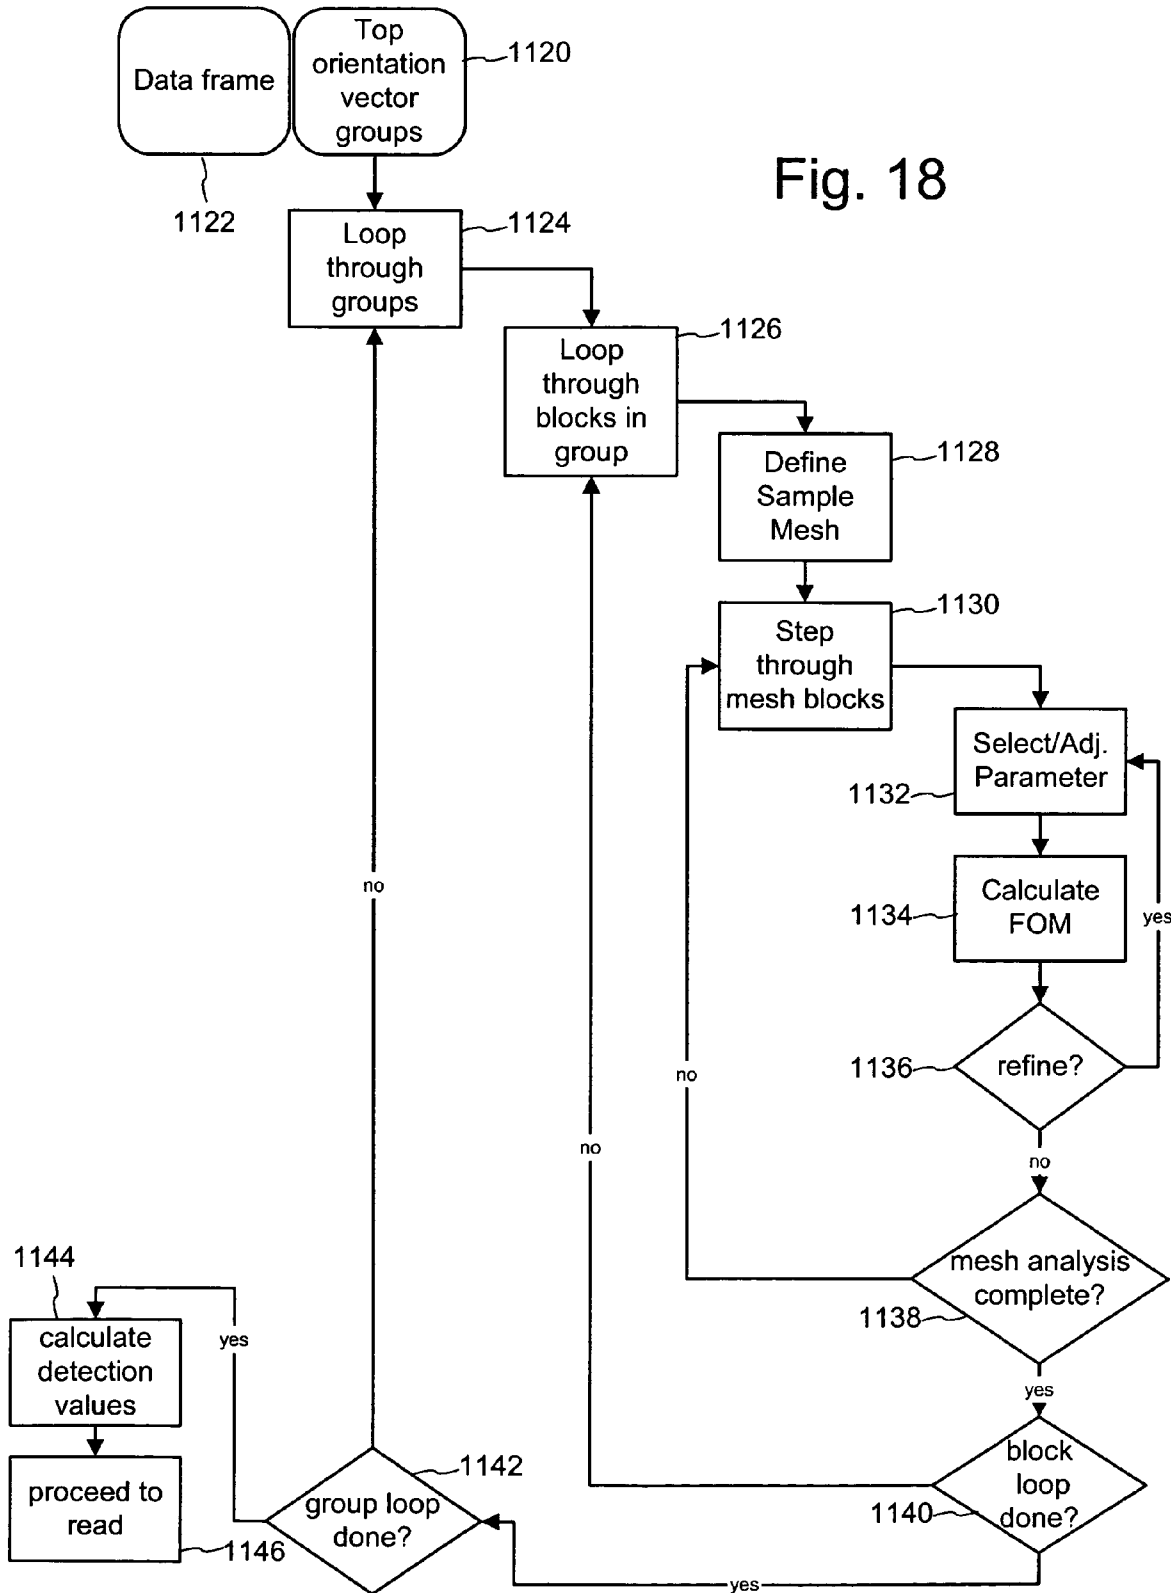 Data frame
Top
orientation
vector
groups
1120
1122
Fig. 18
Loop
through
groups
1124
Loop
through
blocks in
group
1126
Define
Sample
Mesh
1128
Step
through
mesh blocks
1130
Select/Adj.
Parameter
1132
Calculate
FOM
1134
yes
refine?
1136
no
no
no
no
mesh analysis
complete?
1138
yes
block
loop
done?
1140
yes
group loop
done?
1142
yes
1144
calculate
detection
values
proceed to
read
1146